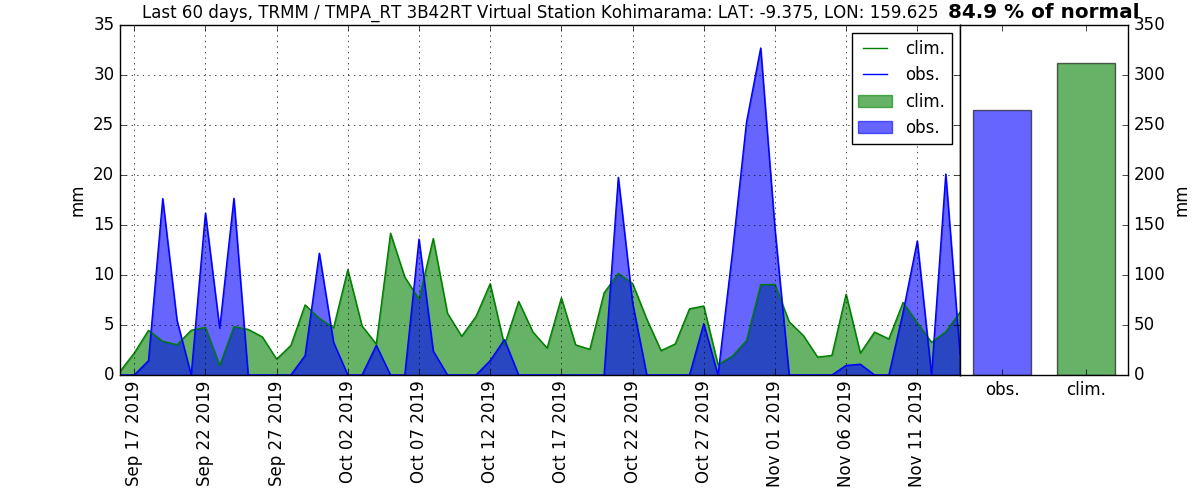 Last 60 days, TRMM / TMPA_RT 3B42RT Virtual Station Kohimarama: LAT: -9.375, LON: 159.625 84.9 % of normal
35
30
25
20
15
10
5
0
mm
clim.
obs.
clim.
obs.
350
300
250
200
150
100
50
0
mm
Sep 17 2019
Sep 22 2019
Sep 27 2019
Oct 02 2019
Oct 07 2019
Oct 12 2019
Oct 17 2019
Oct 22 2019
Oct 27 2019
Nov 01 2019
Nov 06 2019
Nov 11 2019
obs.
clim.